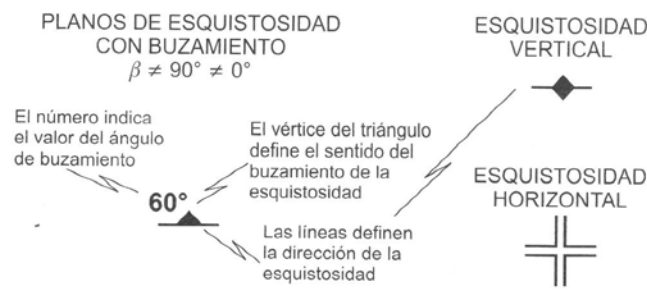 PLANOS DE ESQUISTOSIDAD
CON BUZAMIENTO
β ≠ 90° ≠ 0°
El número indica
el valor del ángulo
de buzamiento
60°
El vértice del triángulo
define el sentido del
buzamiento de la
esquistosidad
Las líneas definen
la dirección de la
esquistosidad
ESQUISTOSIDAD
VERTICAL
ESQUISTOSIDAD
HORIZONTAL